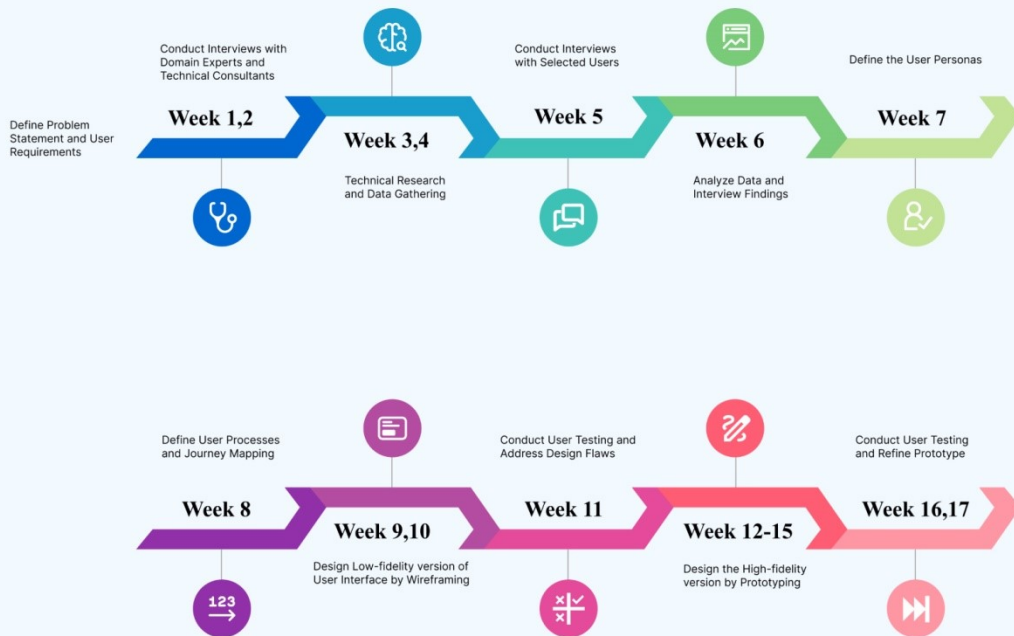 Define Problem
Statement and User
Requirements
Conduct Interviews with
Domain Experts and
Technical Consultants
Week 1,2
Week 3,4
Technical Research
and Data Gathering
Conduct Interviews
with Selected Users
Week 5
Week 6
Analyze Data and
Interview Findings
Define the User Personas
Week 7
Define User Processes
and Journey Mapping
Week 8
123
Week 9,10
Design Low-fidelity version of
User Interface by Wireframing
Conduct User Testing and
Address Design Flaws
Week 11
Week 12-15
Design the High-fidelity
version by Prototyping
Conduct User Testing
and Refine Prototype
Week 16,17